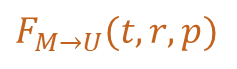 F_{M→U}(t, r, p)